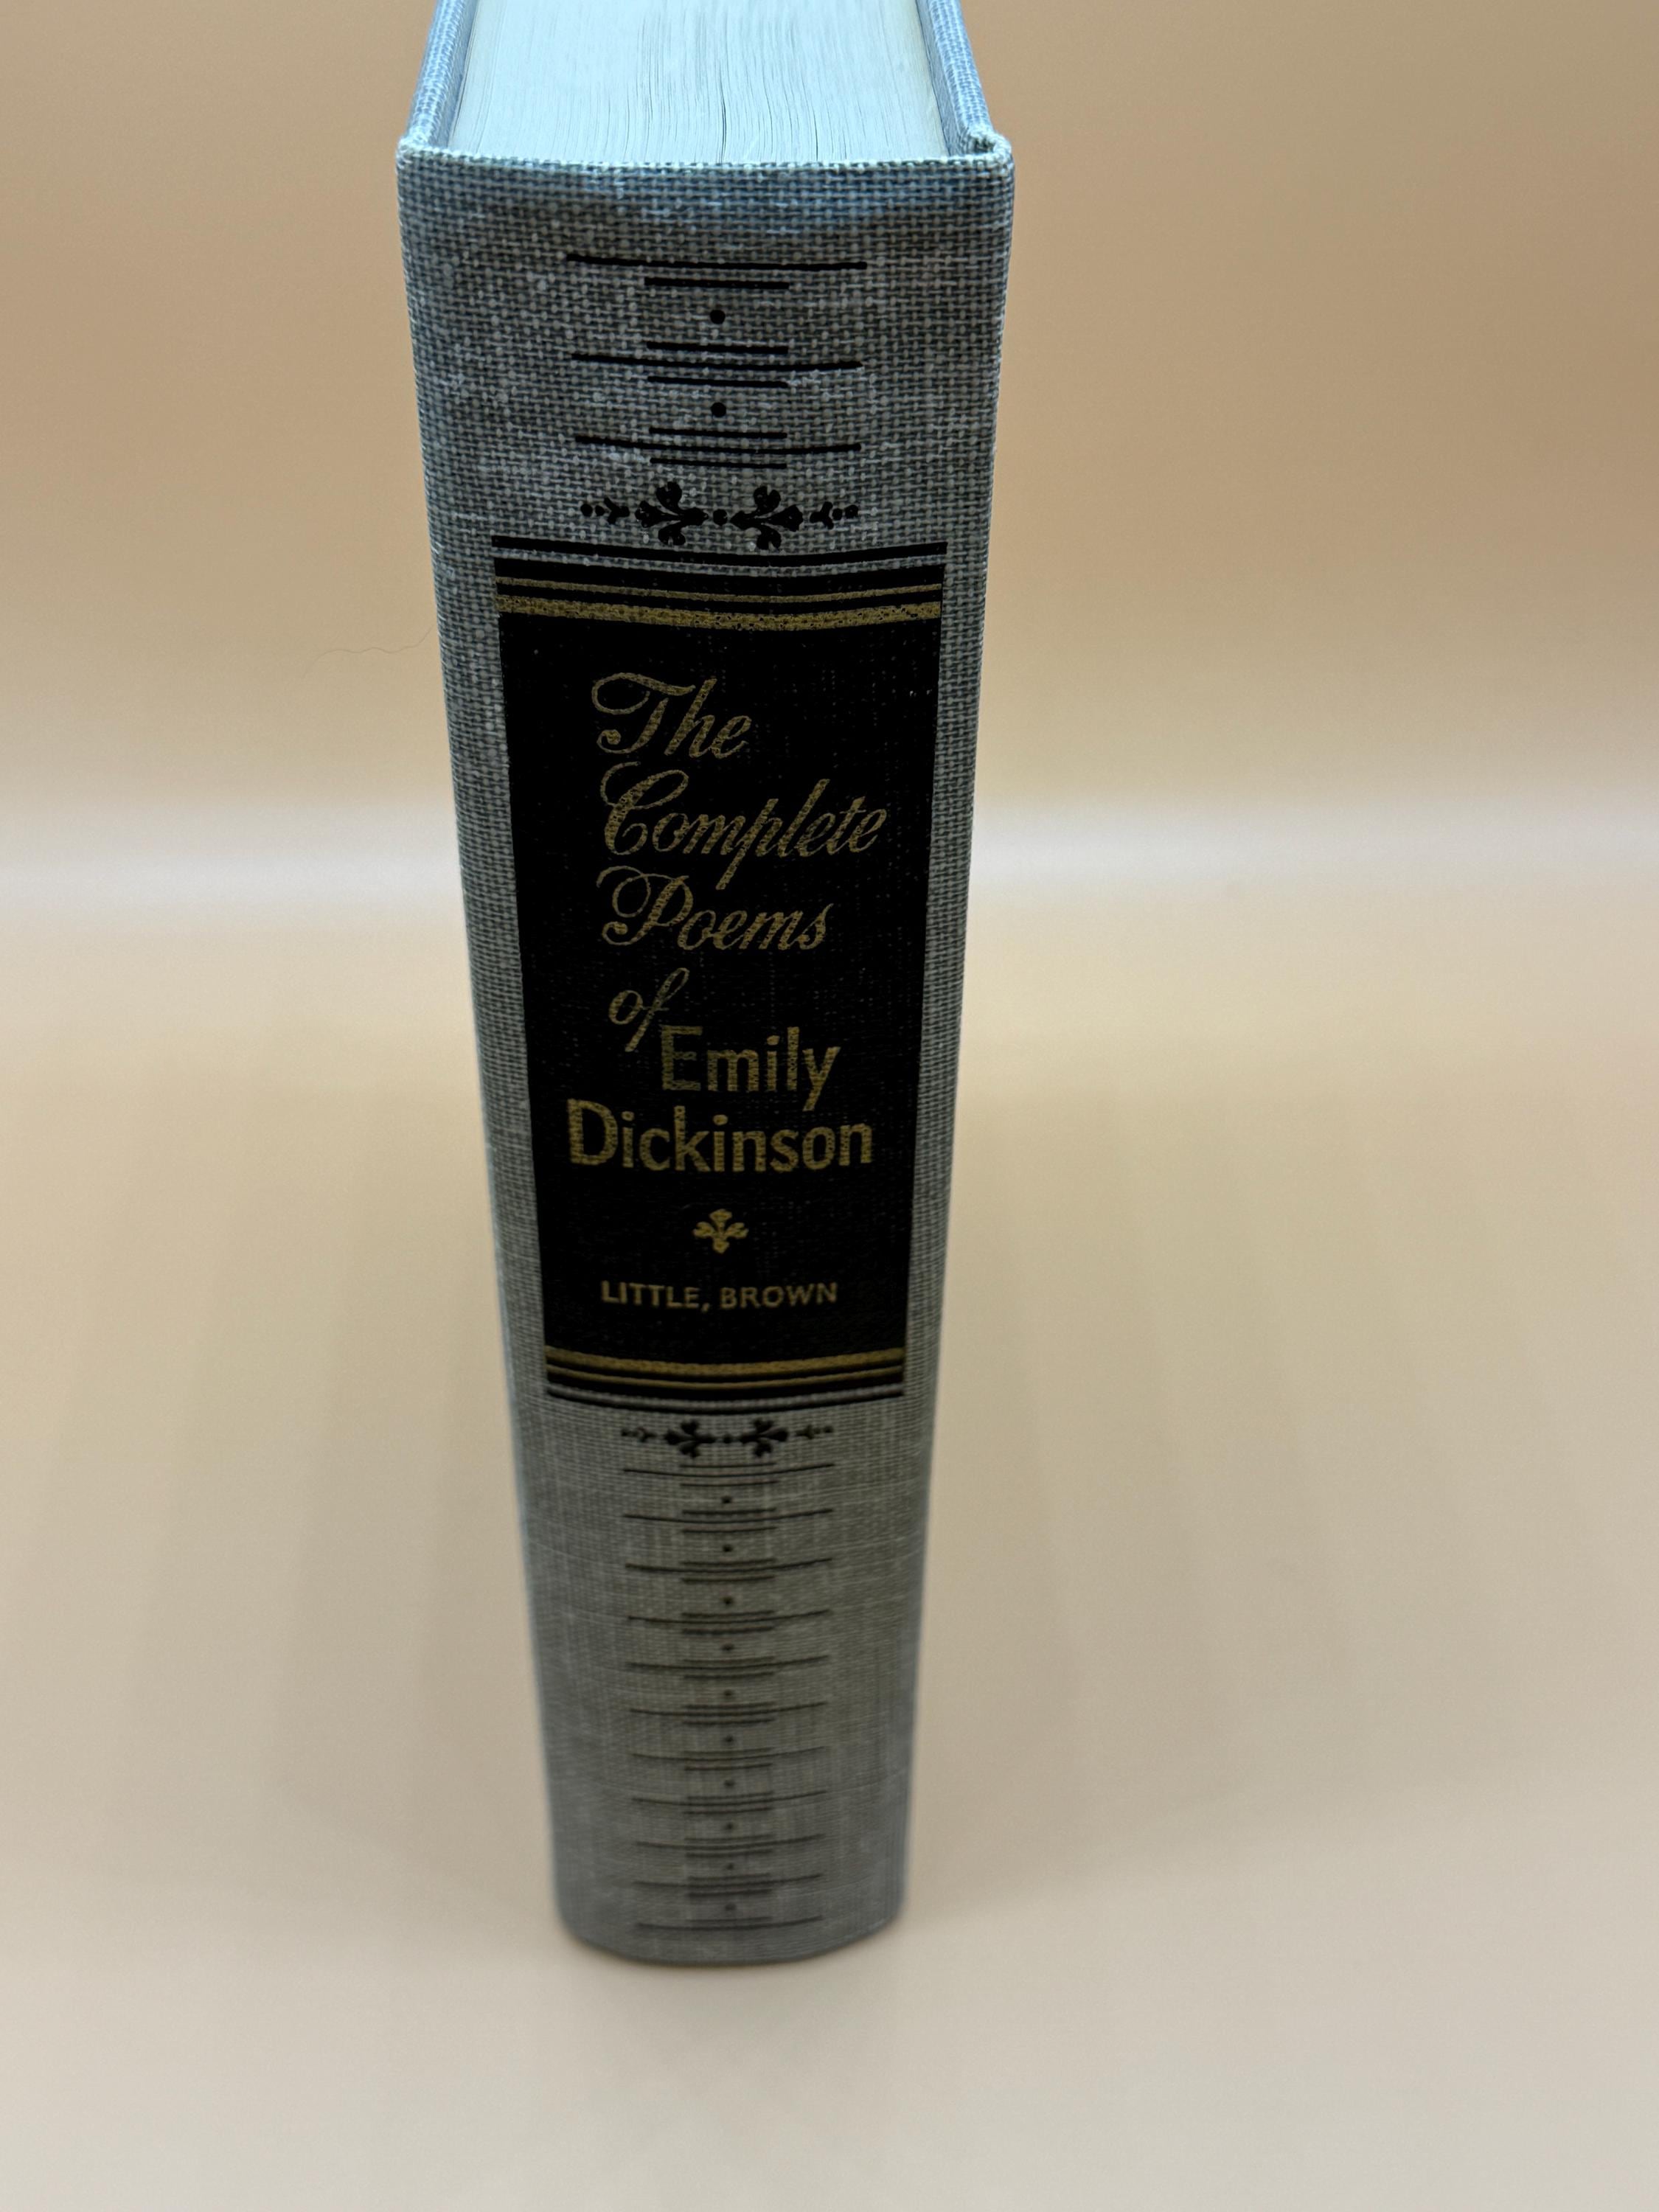 The
Complete
Poems
of
Emily
Dickinson
LITTLE, BROWN